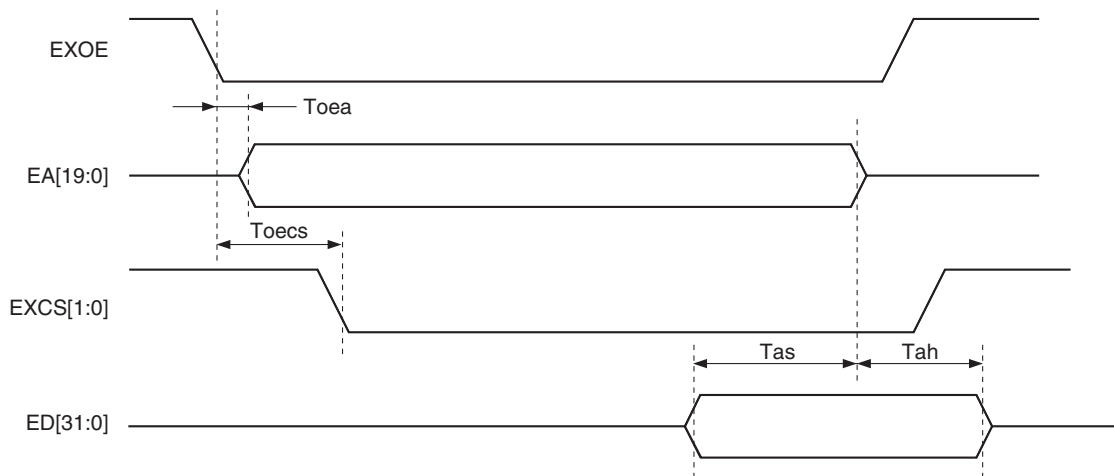 EXOE
Toea
EA[19:0]
Toecs
EXCS[1:0]
Tas
Tah
ED[31:0]